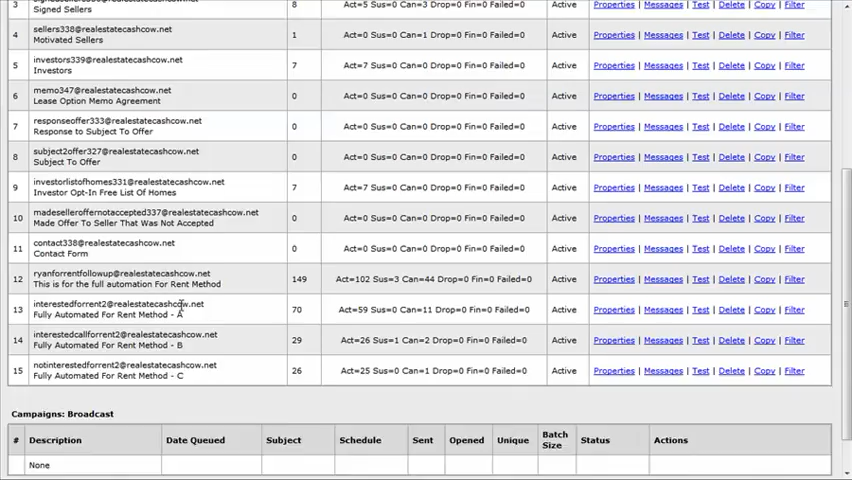 3 Signed Sellers 8 Act=5 Sus=0 Can=3 Drop=0 Fin=0 Failed=0 Active Properties | Messages | Test | Delete | Copy | Filter
4 sellers338@realestatecashcow.net 1 Act=0 Sus=0 Can=1 Drop=0 Fin=0 Failed=0 Active Properties | Messages | Test | Delete | Copy | Filter
Motivated Sellers
5 investors339@realestatecashcow.net 7 Act=7 Sus=0 Can=0 Drop=0 Fin=0 Failed=0 Active Properties | Messages | Test | Delete | Copy | Filter
Investors
6 memo347@realestatecashcow.net 0 Act=0 Sus=0 Can=0 Drop=0 Fin=0 Failed=0 Active Properties | Messages | Test | Delete | Copy | Filter
Lease Option Memo Agreement
7 responseoffer333@realestatecashcow.net 0 Act=0 Sus=0 Can=0 Drop=0 Fin=0 Failed=0 Active Properties | Messages | Test | Delete | Copy | Filter
Response to Subject To Offer
8 subject2offer327@realestatecashcow.net 0 Act=0 Sus=0 Can=0 Drop=0 Fin=0 Failed=0 Active Properties | Messages | Test | Delete | Copy | Filter
Subject To Offer
9 investorlistofhomes331@realestatecashcow.net 7 Act=7 Sus=0 Can=0 Drop=0 Fin=0 Failed=0 Active Properties | Messages | Test | Delete | Copy | Filter
Investor Opt-In Free List Of Homes
10 madeselleroffernotaccepted337@realestatecashcow.net 0 Act=0 Sus=0 Can=0 Drop=0 Fin=0 Failed=0 Active Properties | Messages | Test | Delete | Copy | Filter
Made Offer To Seller That Was Not Accepted
11 contact338@realestatecashcow.net 0 Act=0 Sus=0 Can=0 Drop=0 Fin=0 Failed=0 Active Properties | Messages | Test | Delete | Copy | Filter
Contact Form
12 ryanforrentfollowup@realestatecashcow.net 149 Act=102 Sus=3 Can=44 Drop=0 Fin=0 Failed=0 Active Properties | Messages | Test | Delete | Copy | Filter
This is for the full automation For Rent Method
13 interestedforrent2@realestatecashcow.net 70 Act=59 Sus=0 Can=11 Drop=0 Fin=0 Failed=0 Active Properties | Messages | Test | Delete | Copy | Filter
Fully Automated For Rent Method - A
14 interestedcallforrent2@realestatecashcow.net 29 Act=26 Sus=1 Can=2 Drop=0 Fin=0 Failed=0 Active Properties | Messages | Test | Delete | Copy | Filter
Fully Automated For Rent Method - B
15 notinterestedforrent2@realestatecashcow.net 26 Act=25 Sus=0 Can=1 Drop=0 Fin=0 Failed=0 Active Properties | Messages | Test | Delete | Copy | Filter
Fully Automated For Rent Method - C
Campaigns: Broadcast
# Description Date Queued Subject Schedule Sent Opened Unique Batch Size Status Actions
None